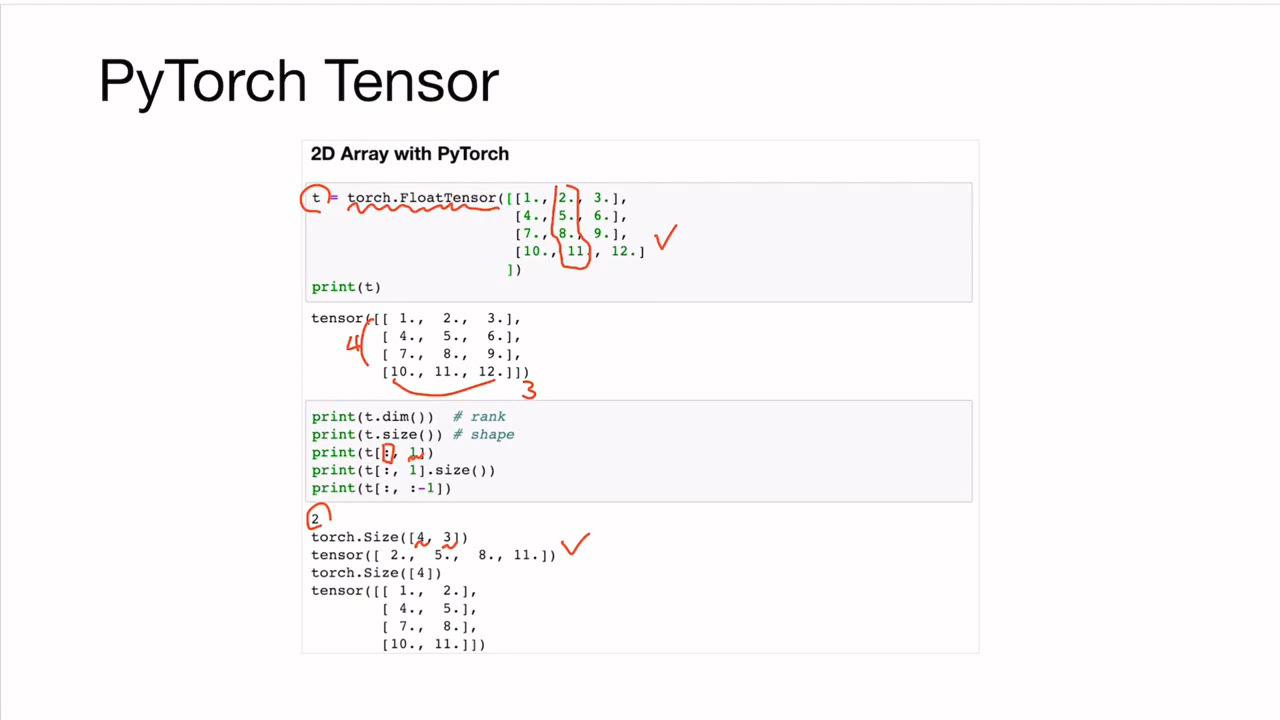 PyTorch Tensor
2D Array with PyTorch
t = torch.FloatTensor([[1., 2., 3.],
[4., 5., 6.],
[7., 8., 9.],
[10., 11., 12.]
])
print(t)
tensor([[ 1., 2., 3.],
[ 4., 5., 6.],
[ 7., 8., 9.],
[10., 11., 12.]])
4
3
print(t.dim()) # rank
print(t.size()) # shape
print(t[:, 1])
print(t[:, 1].size())
print(t[:, :-1])
2
torch.Size([4, 3])
tensor([ 2., 5., 8., 11.])
torch.Size([4])
tensor([[ 1., 2.],
[ 4., 5.],
[ 7., 8.],
[10., 11.]])